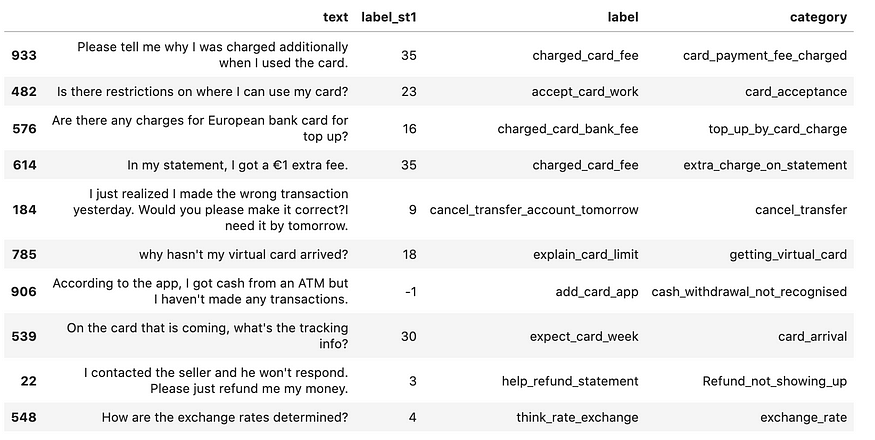 text label_st1 label category
933 Please tell me why I was charged additionally when I used the card. 35 charged_card_fee card_payment_fee_charged
482 Is there restrictions on where I can use my card? 23 accept_card_work card_acceptance
576 Are there any charges for European bank card for top up? 16 charged_card_bank_fee top_up_by_card_charge
614 In my statement, I got a €1 extra fee. 35 charged_card_fee extra_charge_on_statement
184 I just realized I made the wrong transaction yesterday. Would you please make it correct?I need it by tomorrow. 9 cancel_transfer_account_tomorrow cancel_transfer
785 why hasn't my virtual card arrived? 18 explain_card_limit getting_virtual_card
906 According to the app, I got cash from an ATM but I haven't made any transactions. -1 add_card_app cash_withdrawal_not_recognised
539 On the card that is coming, what's the tracking info? 30 expect_card_week card_arrival
22 I contacted the seller and he won't respond. Please just refund me my money. 3 help_refund_statement Refund_not_showing_up
548 How are the exchange rates determined? 4 think_rate_exchange exchange_rate